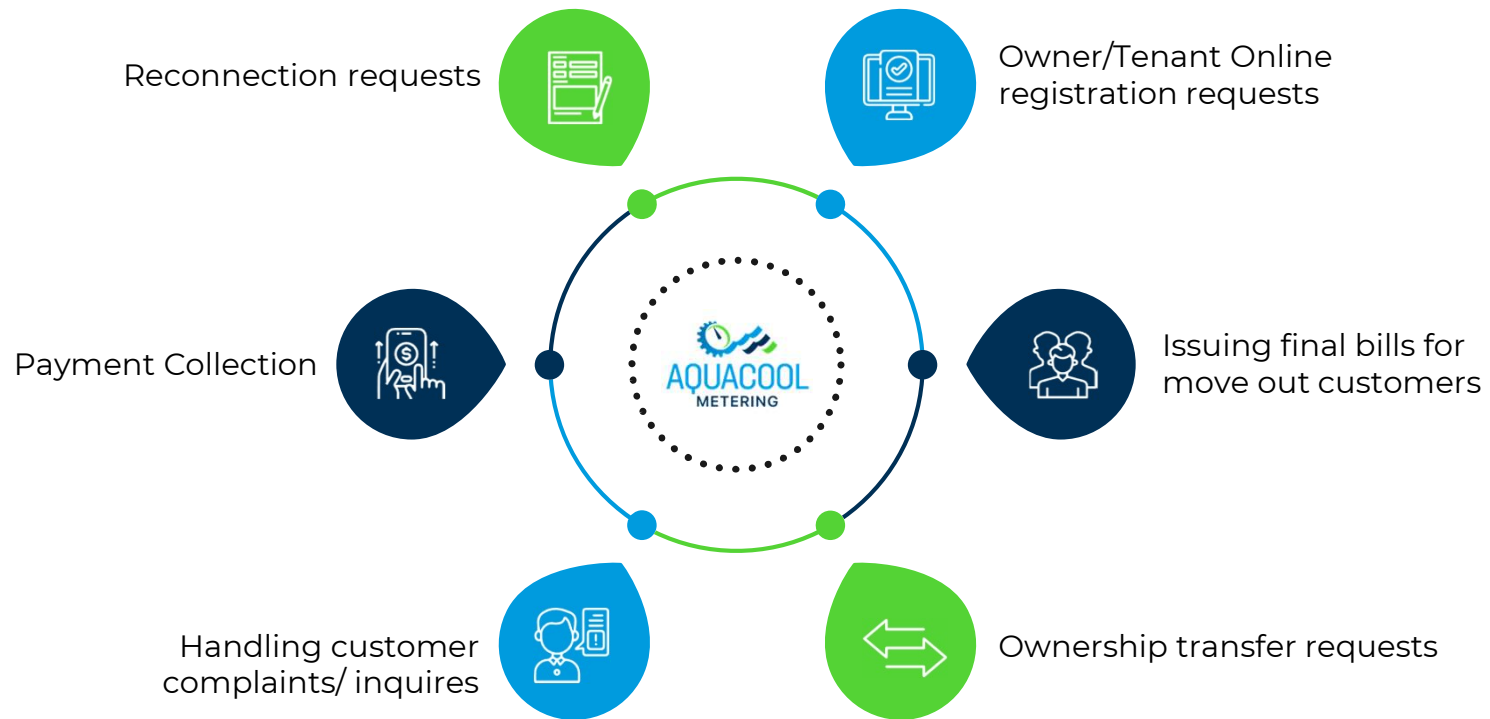 Reconnection requests
Owner/Tenant Online
registration requests
Payment Collection
AQUACOOL
METERING
Issuing final bills for
move out customers
Handling customer
complaints/ inquires
Ownership transfer requests